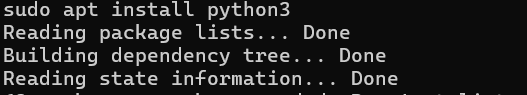 sudo apt install python3
Reading package lists... Done
Building dependency tree... Done
Reading state information... Done